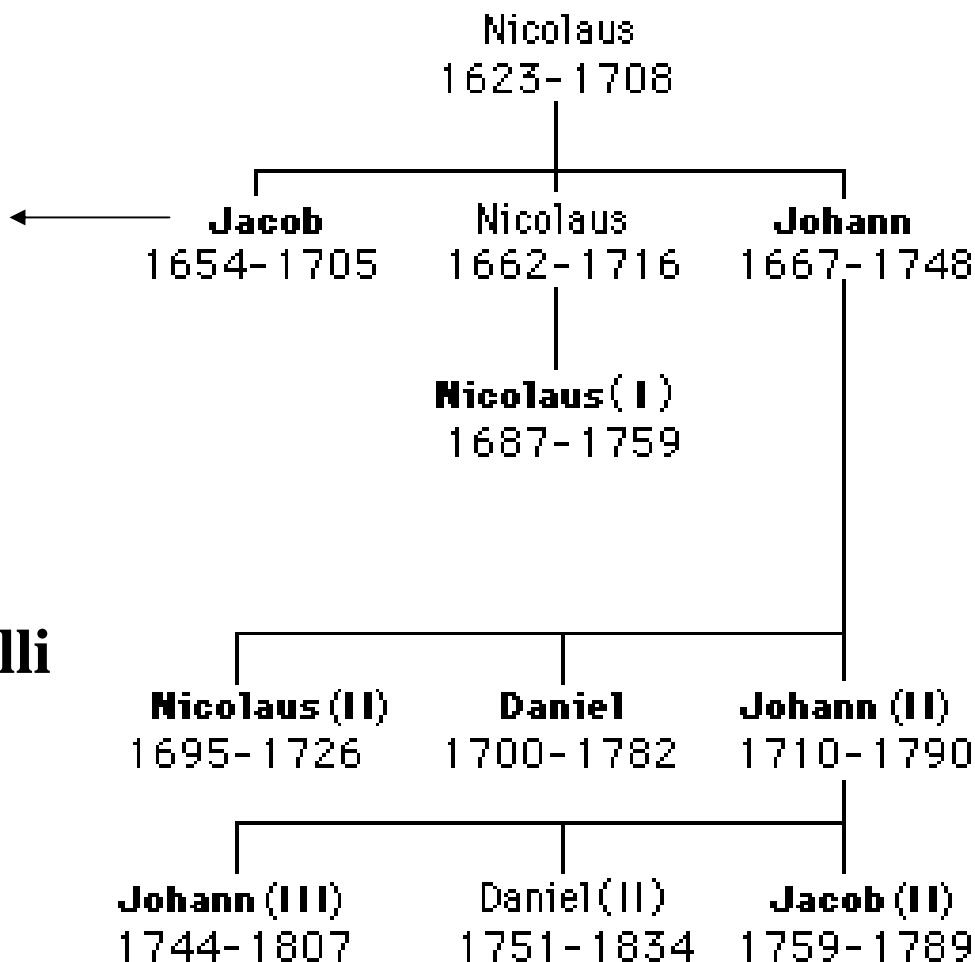 Nicolaus
1623-1708
Jacob Nicolaus Johann
1654-1705 1662-1716 1667-1748
Nicolaus(I)
1687-1759
lli
Nicolaus(II) Daniel Johann (II)
1695-1726 1700-1782 1710-1790
Johann(III) Daniel(II) Jacob(II)
1744-1807 1751-1834 1759-1789